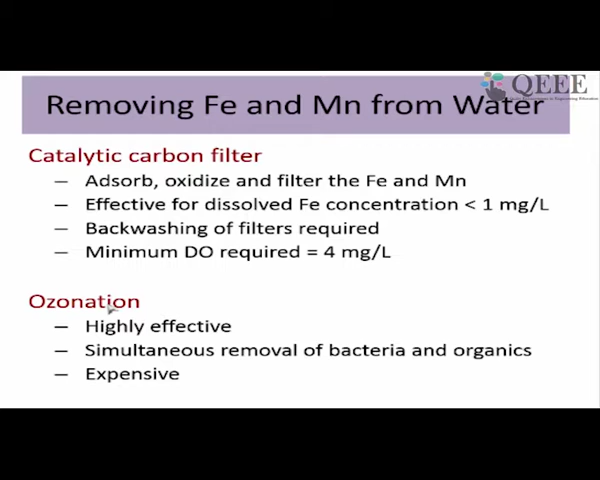 QEEE
Removing Fe and Mn from Water
Catalytic carbon filter
– Adsorb, oxidize and filter the Fe and Mn
– Effective for dissolved Fe concentration < 1 mg/L
– Backwashing of filters required
– Minimum DO required = 4 mg/L
Ozonation
– Highly effective
– Simultaneous removal of bacteria and organics
– Expensive